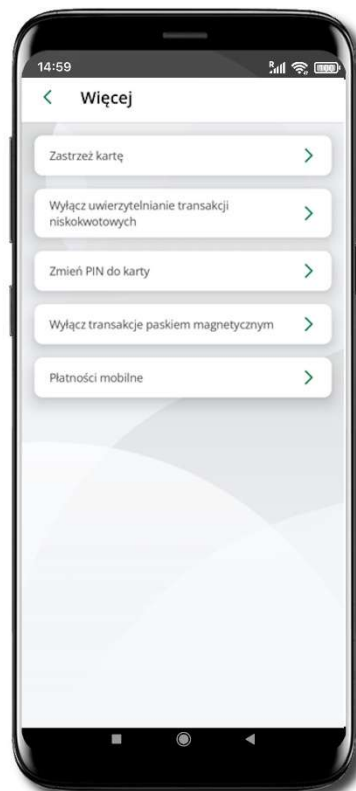 14:59
Więcej
Zastrzeż kartę
Wyłącz uwierzytelnianie transakcji
niskokwotowych
Zmień PIN do karty
Wyłącz transakcje paskiem magnetycznym
Płatności mobilne